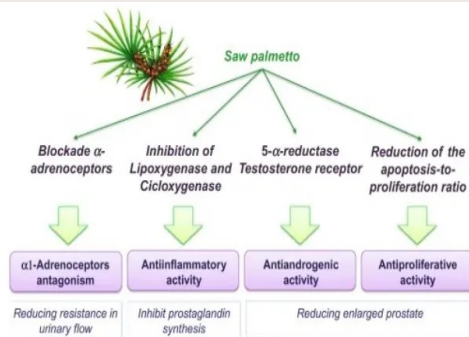 Saw palmetto
Blockade α-
adrenoceptors
Inhibition of
Lipoxygenase and
Cicloxygenase
5-α-reductase
Testosterone receptor
Reduction of the
apoptosis-to-
proliferation ratio
α1-Adrenoceptors
antagonism
Antiinflammatory
activity
Antiandrogenic
activity
Antiproliferative
activity
Reducing resistance in
urinary flow
Inhibit prostaglandin
synthesis
Reducing enlarged prostate